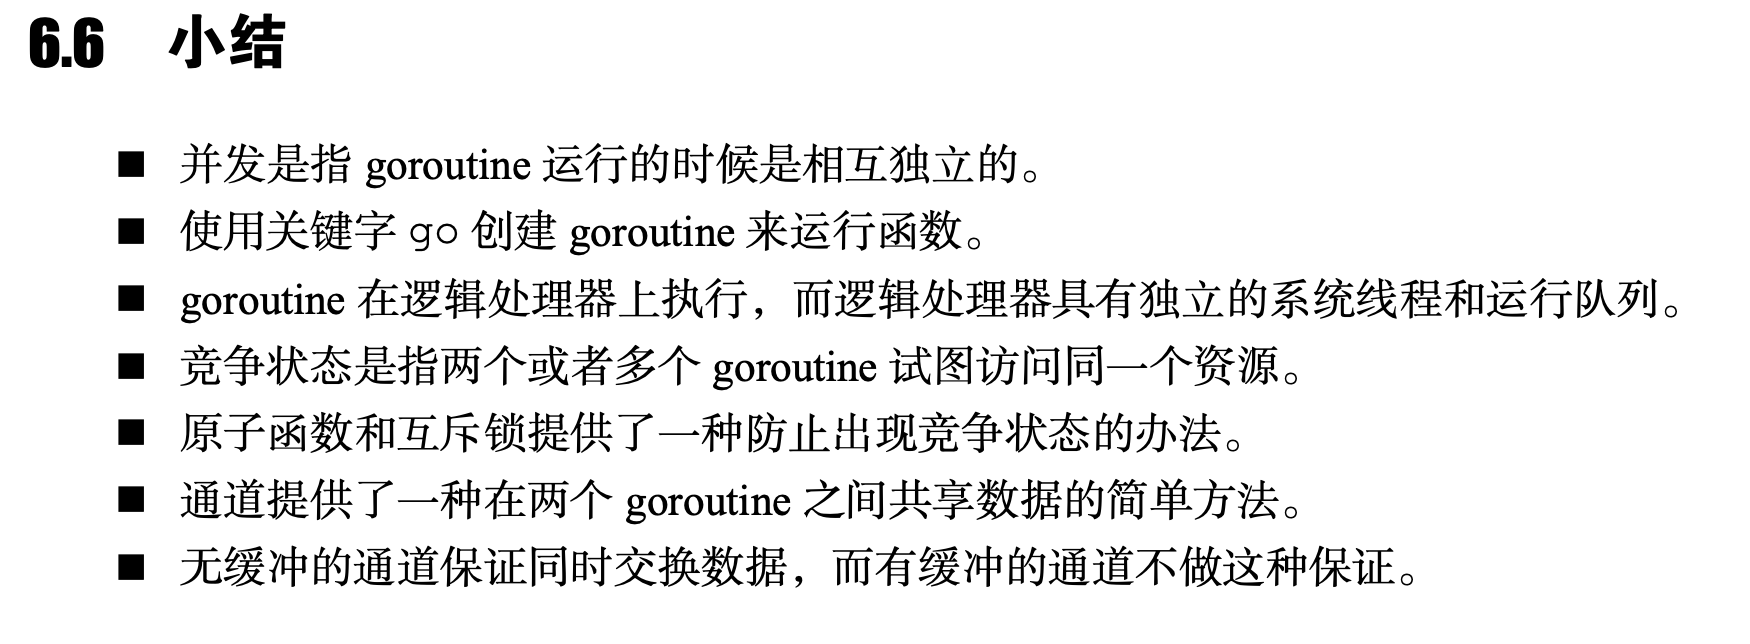 6.6 小结
■ 并发是指 goroutine 运行的时候是相互独立的。
■ 使用关键字 go 创建 goroutine 来运行函数。
■ goroutine 在逻辑处理器上执行，而逻辑处理器具有独立的系统线程和运行队列。
■ 竞争状态是指两个或者多个 goroutine 试图访问同一个资源。
■ 原子函数和互斥锁提供了一种防止出现竞争状态的办法。
■ 通道提供了一种在两个 goroutine 之间共享数据的简单方法。
■ 无缓冲的通道保证同时交换数据，而有缓冲的通道不做这种保证。